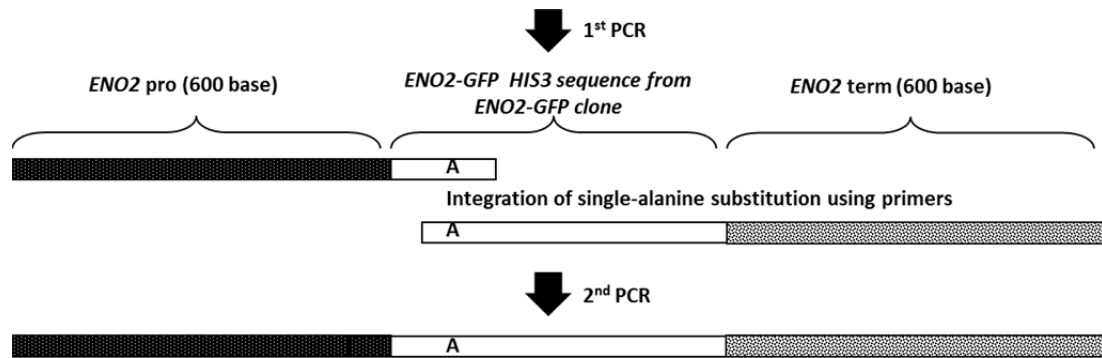 1st PCR
ENO2 pro (600 base)
ENO2-GFP HIS3 sequence from
ENO2-GFP clone
ENO2 term (600 base)
A
Integration of single-alanine substitution using primers
A
2nd PCR
A